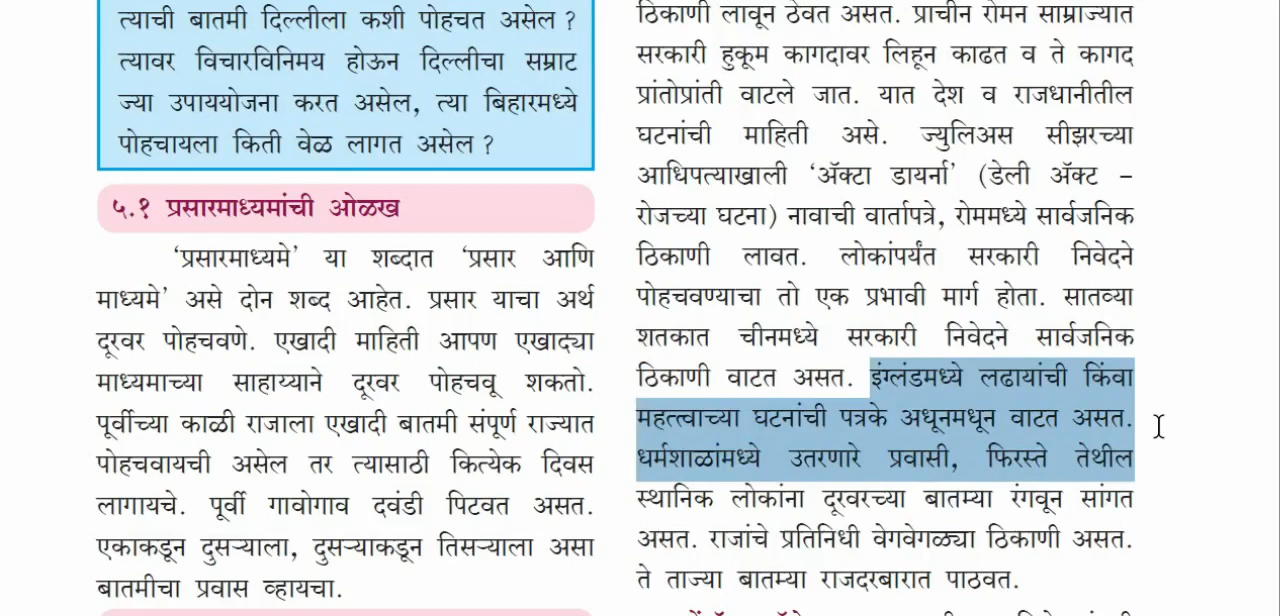 त्याची बातमी दिल्लीला कशी पोहचत असेल ?
त्यावर विचारविनिमय होऊन दिल्लीचा सम्राट
ज्या उपाययोजना करत असेल, त्या बिहारमध्ये
पोहचायला किती वेळ लागत असेल ?
५.१ प्रसारमाध्यमांची ओळख
‘प्रसारमाध्यमे’ या शब्दात ‘प्रसार आणि
माध्यमे’ असे दोन शब्द आहेत. प्रसार याचा अर्थ
दूरवर पोहचवणे. एखादी माहिती आपण एखाद्या
माध्यमाच्या साहाय्याने दूरवर पोहचवू शकतो.
पूर्वीच्या काळी राजाला एखादी बातमी संपूर्ण राज्यात
पोहचवायची असेल तर त्यासाठी कित्येक दिवस
लागायचे. पूर्वी गावोगाव दवंडी पिटवत असत.
एकाकडून दुसऱ्याला, दुसऱ्याकडून तिसऱ्याला असा
बातमीचा प्रवास व्हायचा.
ठिकाणी लावून ठेवत असत. प्राचीन रोमन साम्राज्यात
सरकारी हुकूम कागदावर लिहून काढत व ते कागद
प्रांतोप्रांती वाटले जात. यात देश व राजधानीतील
घटनांची माहिती असे. ज्युलिअस सीझरच्या
आधिपत्याखाली ‘ॲक्टा डायर्ना’ (डेली ॲक्ट –
रोजच्या घटना) नावाची वार्तापत्रे, रोममध्ये सार्वजनिक
ठिकाणी लावत. लोकांपर्यंत सरकारी निवेदने
पोहचवण्याचा तो एक प्रभावी मार्ग होता. सातव्या
शतकात चीनमध्ये सरकारी निवेदने सार्वजनिक
ठिकाणी वाटत असत. इंग्लंडमध्ये लढायांची किंवा
महत्त्वाच्या घटनांची पत्रके अधूनमधून वाटत असत.
धर्मशाळांमध्ये उतरणारे प्रवासी, फिरस्ते तेथील
स्थानिक लोकांना दूरवरच्या बातम्या रंगवून सांगत
असत. राजांचे प्रतिनिधी वेगवेगळ्या ठिकाणी असत.
ते ताज्या बातम्या राजदरबारात पाठवत.